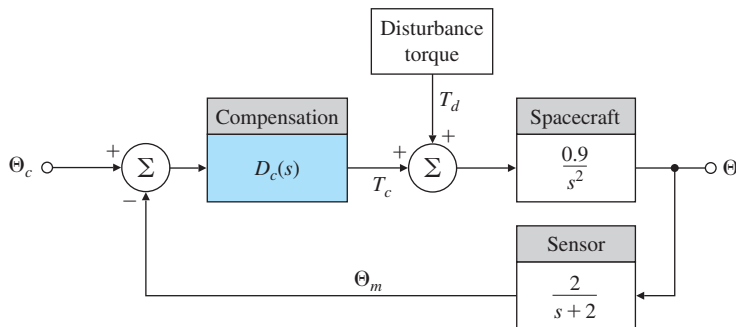 Disturbance
torque
T_d
Compensation
D_c(s)
Spacecraft
0.9
s^2
Θ_c
+
Σ
−
T_c
+
+
Σ
Θ
Sensor
2
s + 2
Θ_m